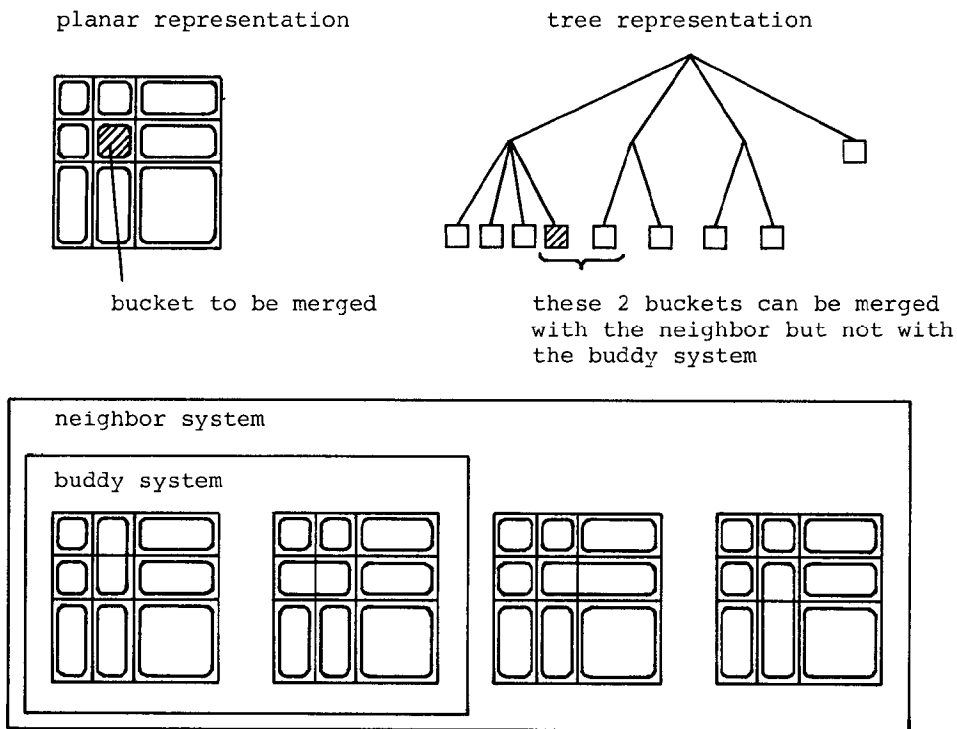 planar representation
tree representation
bucket to be merged
these 2 buckets can be merged
with the neighbor but not with
the buddy system
neighbor system
buddy system